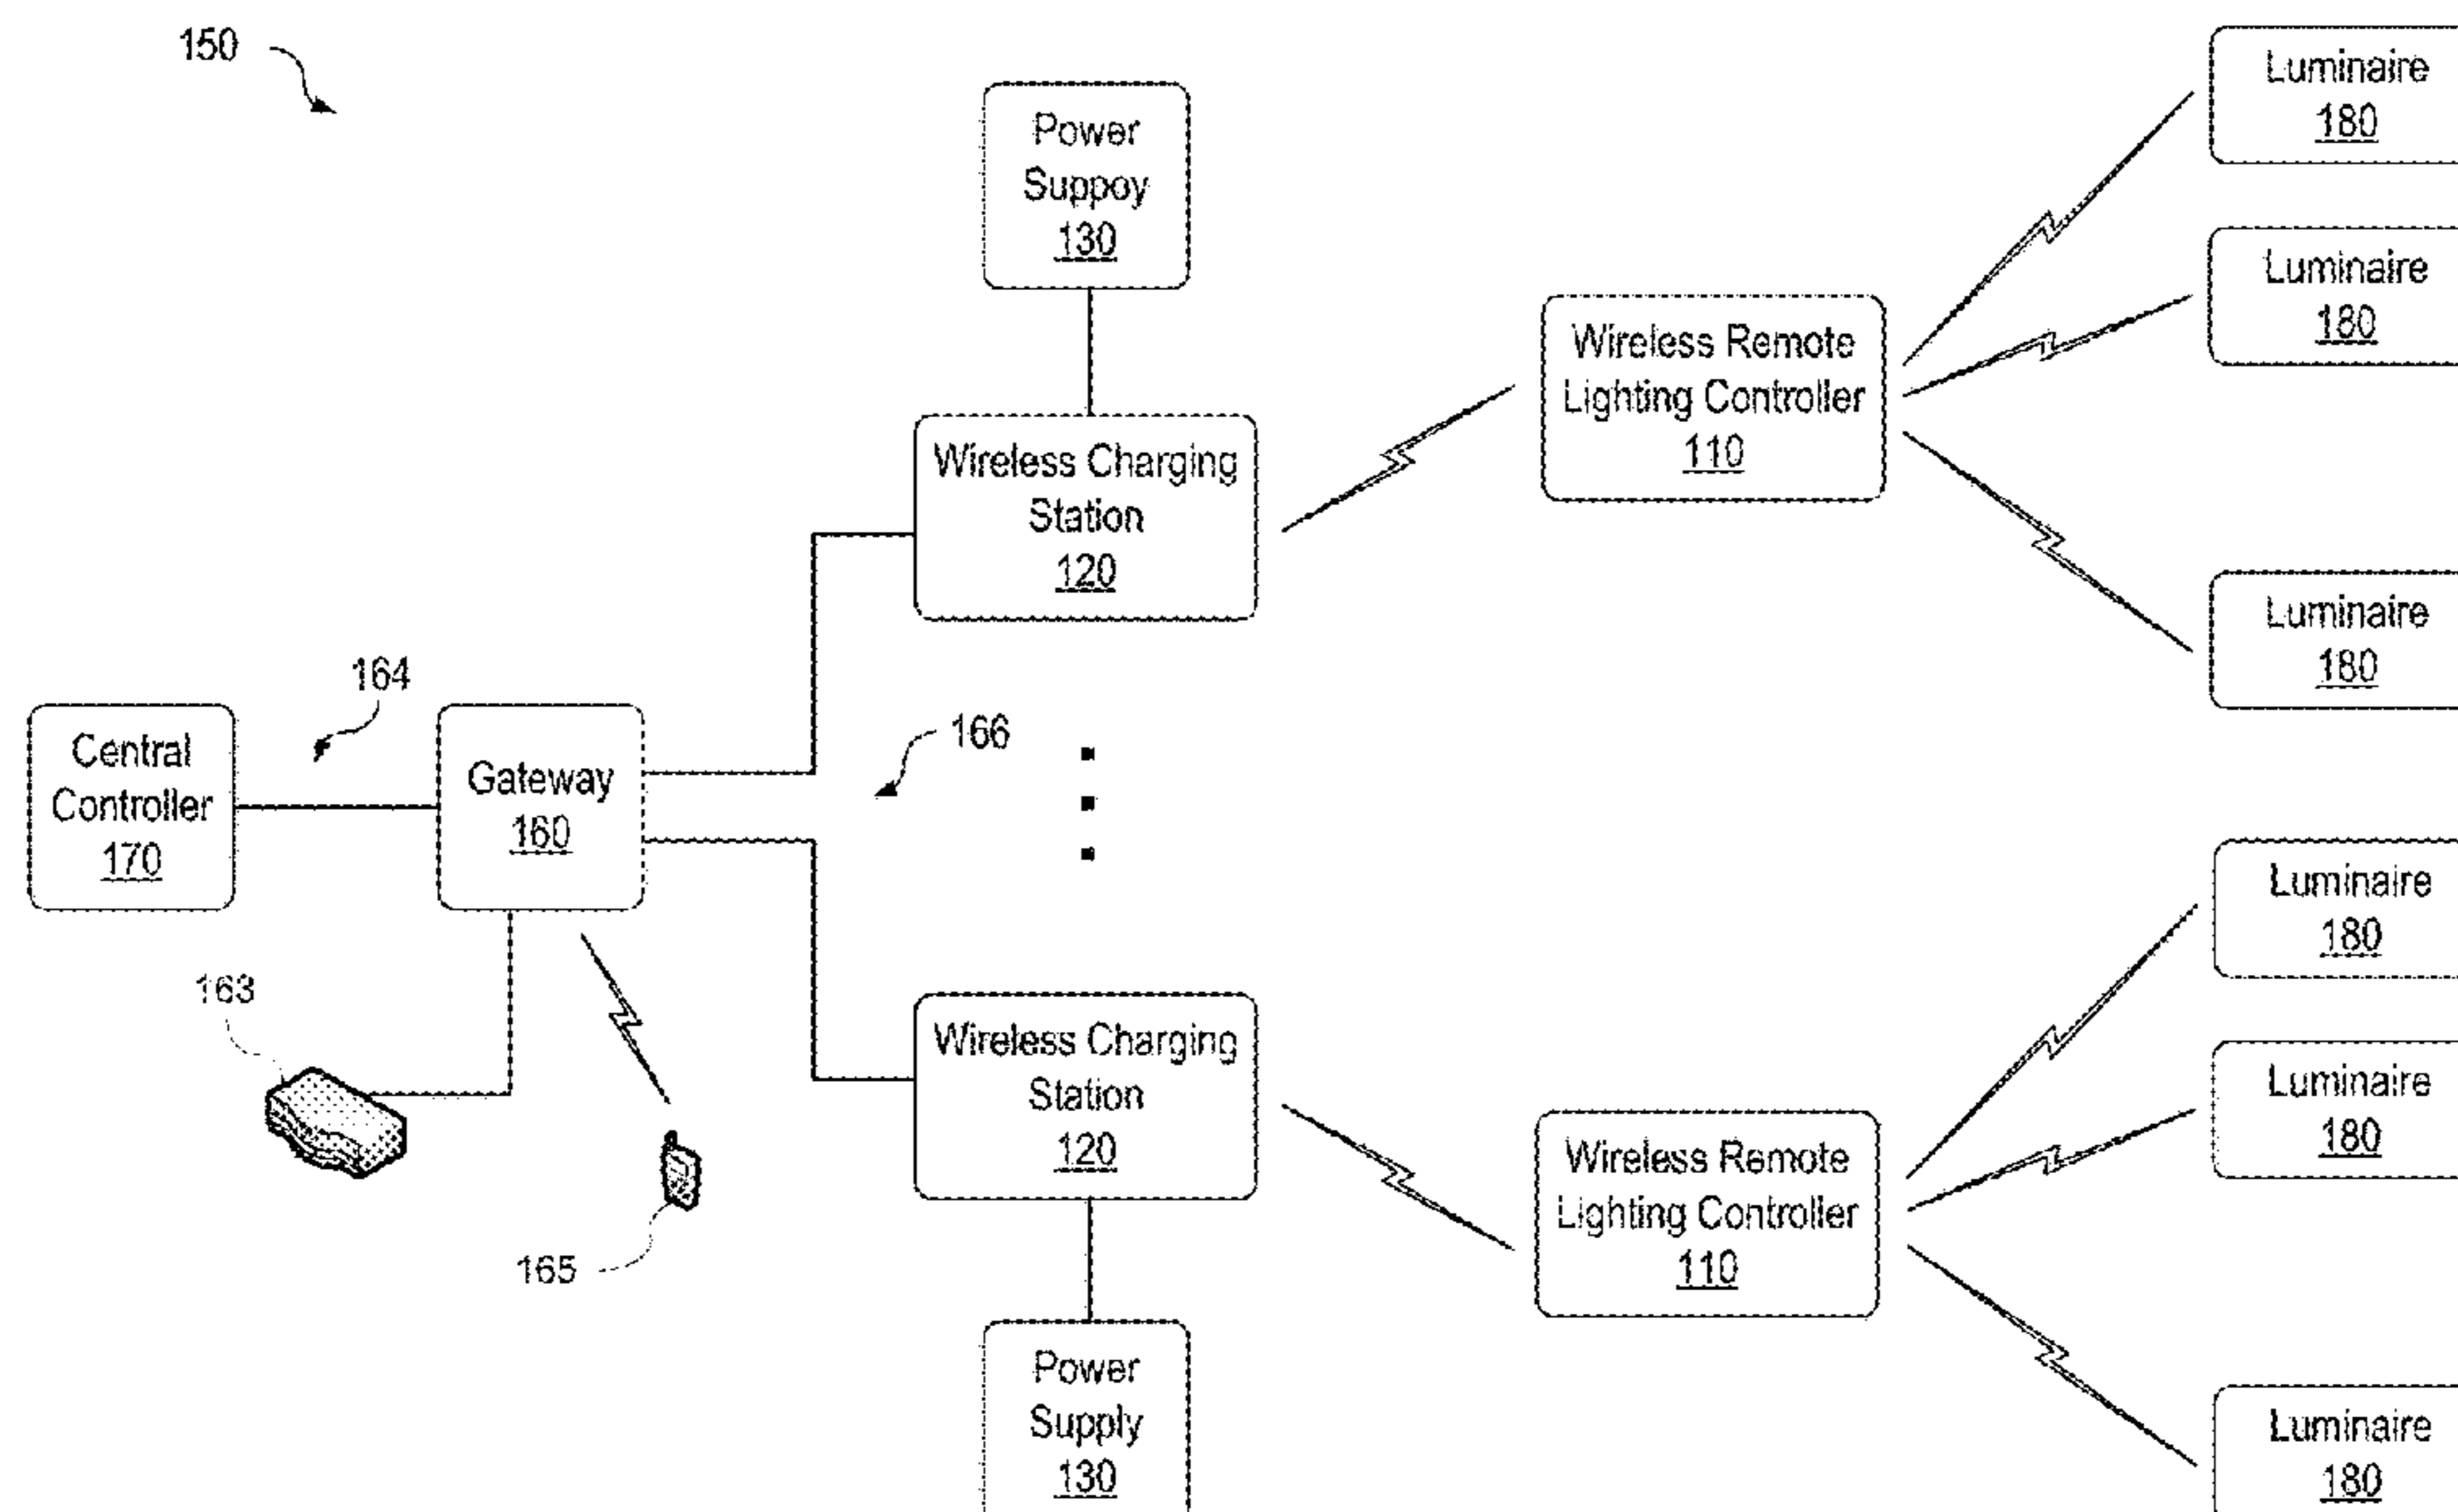 150
Power
Suppoy
130
Luminaire
180
Luminaire
180
Wireless Remote
Lighting Controller
110
Wireless Charging
Station
120
Luminaire
180
164
166
Central
Controller
170
Gateway
160
Luminaire
180
163
165
Wireless Charging
Station
120
Luminaire
180
Wireless Remote
Lighting Controller
110
Power
Supply
130
Luminaire
180